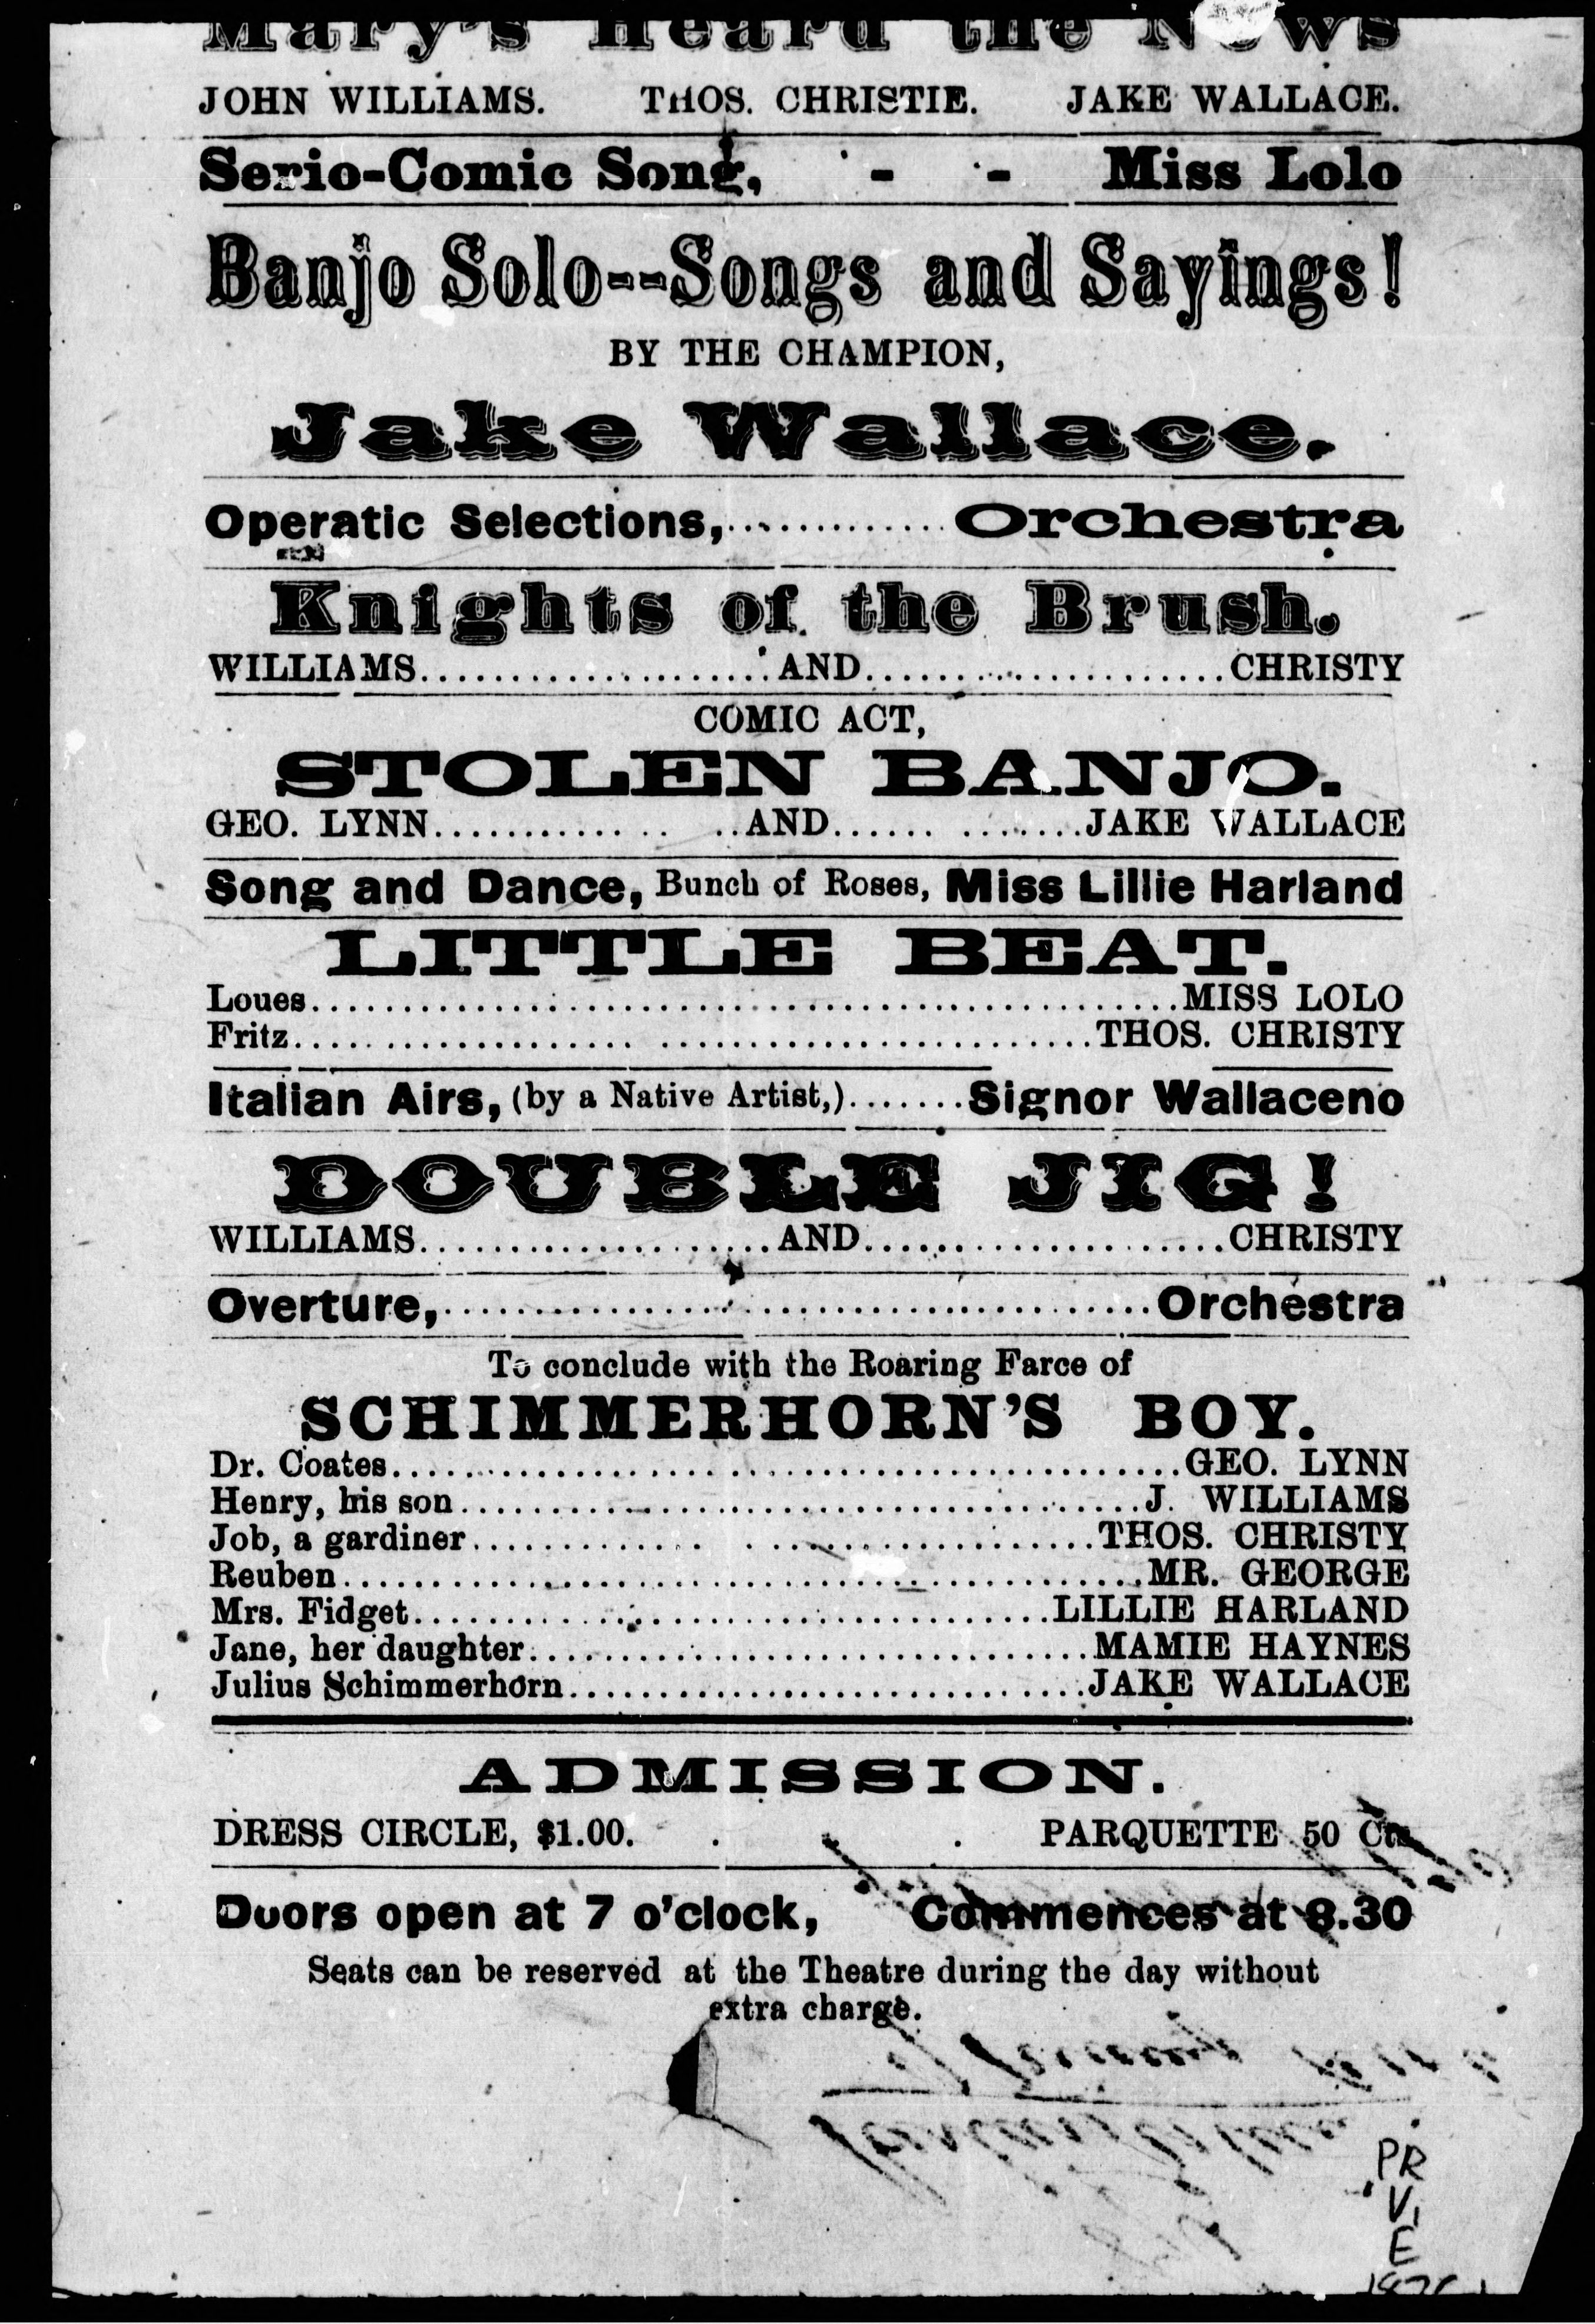 Mary's Heard the News
JOHN WILLIAMS. THOS. CHRISTIE. JAKE WALLACE.
Serio-Comic Song, - - Miss Lolo
Banjo Solo--Songs and Sayings!
BY THE CHAMPION,
Jake Wallace.
Operatic Selections,............Orchestra
Knights of the Brush.
WILLIAMS.....................AND.....................CHRISTY
COMIC ACT,
STOLEN BANJO.
GEO. LYNN.............. ..AND...... .......JAKE WALLACE
Song and Dance, Bunch of Roses, Miss Lillie Harland
LITTLE BEAT.
Loues................................................MISS LOLO
Fritz................... ........................THOS. CHRISTY
Italian Airs, (by a Native Artist,).......Signor Wallaceno
DOUBLE JIG!
WILLIAMS.....................AND.....................CHRISTY
Overture,........................................Orchestra
To conclude with the Roaring Farce of
SCHIMMERHORN'S BOY.
Dr. Coates............................................GEO. LYNN
Henry, his son.......................................J. WILLIAMS
Job, a gardiner............. ....................THOS. CHRISTY
Reuben.............................................MR. GEORGE
Mrs. Fidget....................................LILLIE HARLAND
Jane, her daughter...............................MAMIE HAYNES
Julius Schimmerhorn.............................JAKE WALLACE
ADMISSION.
DRESS CIRCLE, $1.00. . . PARQUETTE 50 Cts
Doors open at 7 o'clock, Commences at 8.30
Seats can be reserved at the Theatre during the day without
extra charge.
PR
V.
E